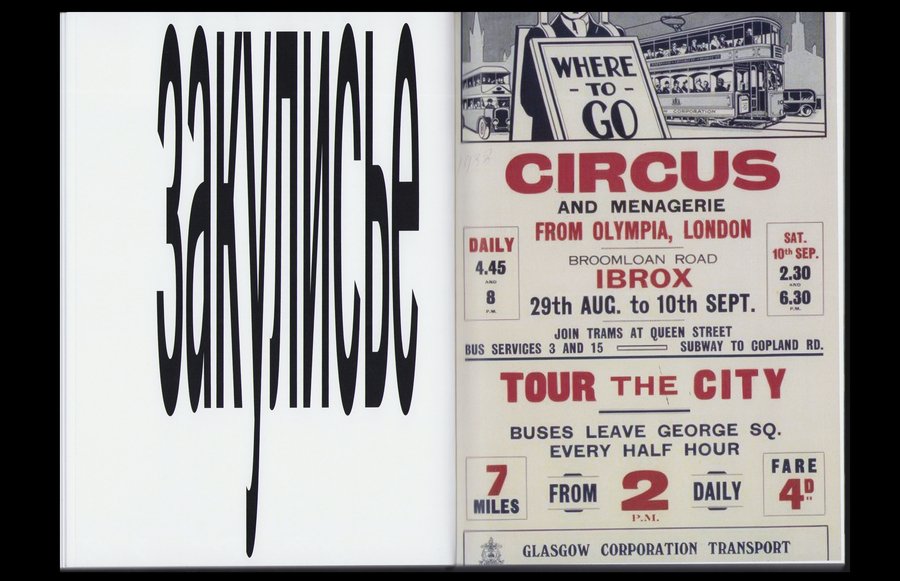 закулисье
WHERE
- TO -
GO
CORPORATION
1932
CIRCUS
AND MENAGERIE
FROM OLYMPIA, LONDON
DAILY
4.45
AND
8
P.M.
BROOMLOAN ROAD
IBROX
29th AUG. to 10th SEPT.
SAT.
10th SEP.
2.30
AND
6.30
P.M.
JOIN TRAMS AT QUEEN STREET
BUS SERVICES 3 AND 15 SUBWAY TO COPLAND RD.
TOUR THE CITY
BUSES LEAVE GEORGE SQ.
EVERY HALF HOUR
7
MILES
FROM 2 DAILY
P.M.
FARE
4D
GLASGOW CORPORATION TRANSPORT